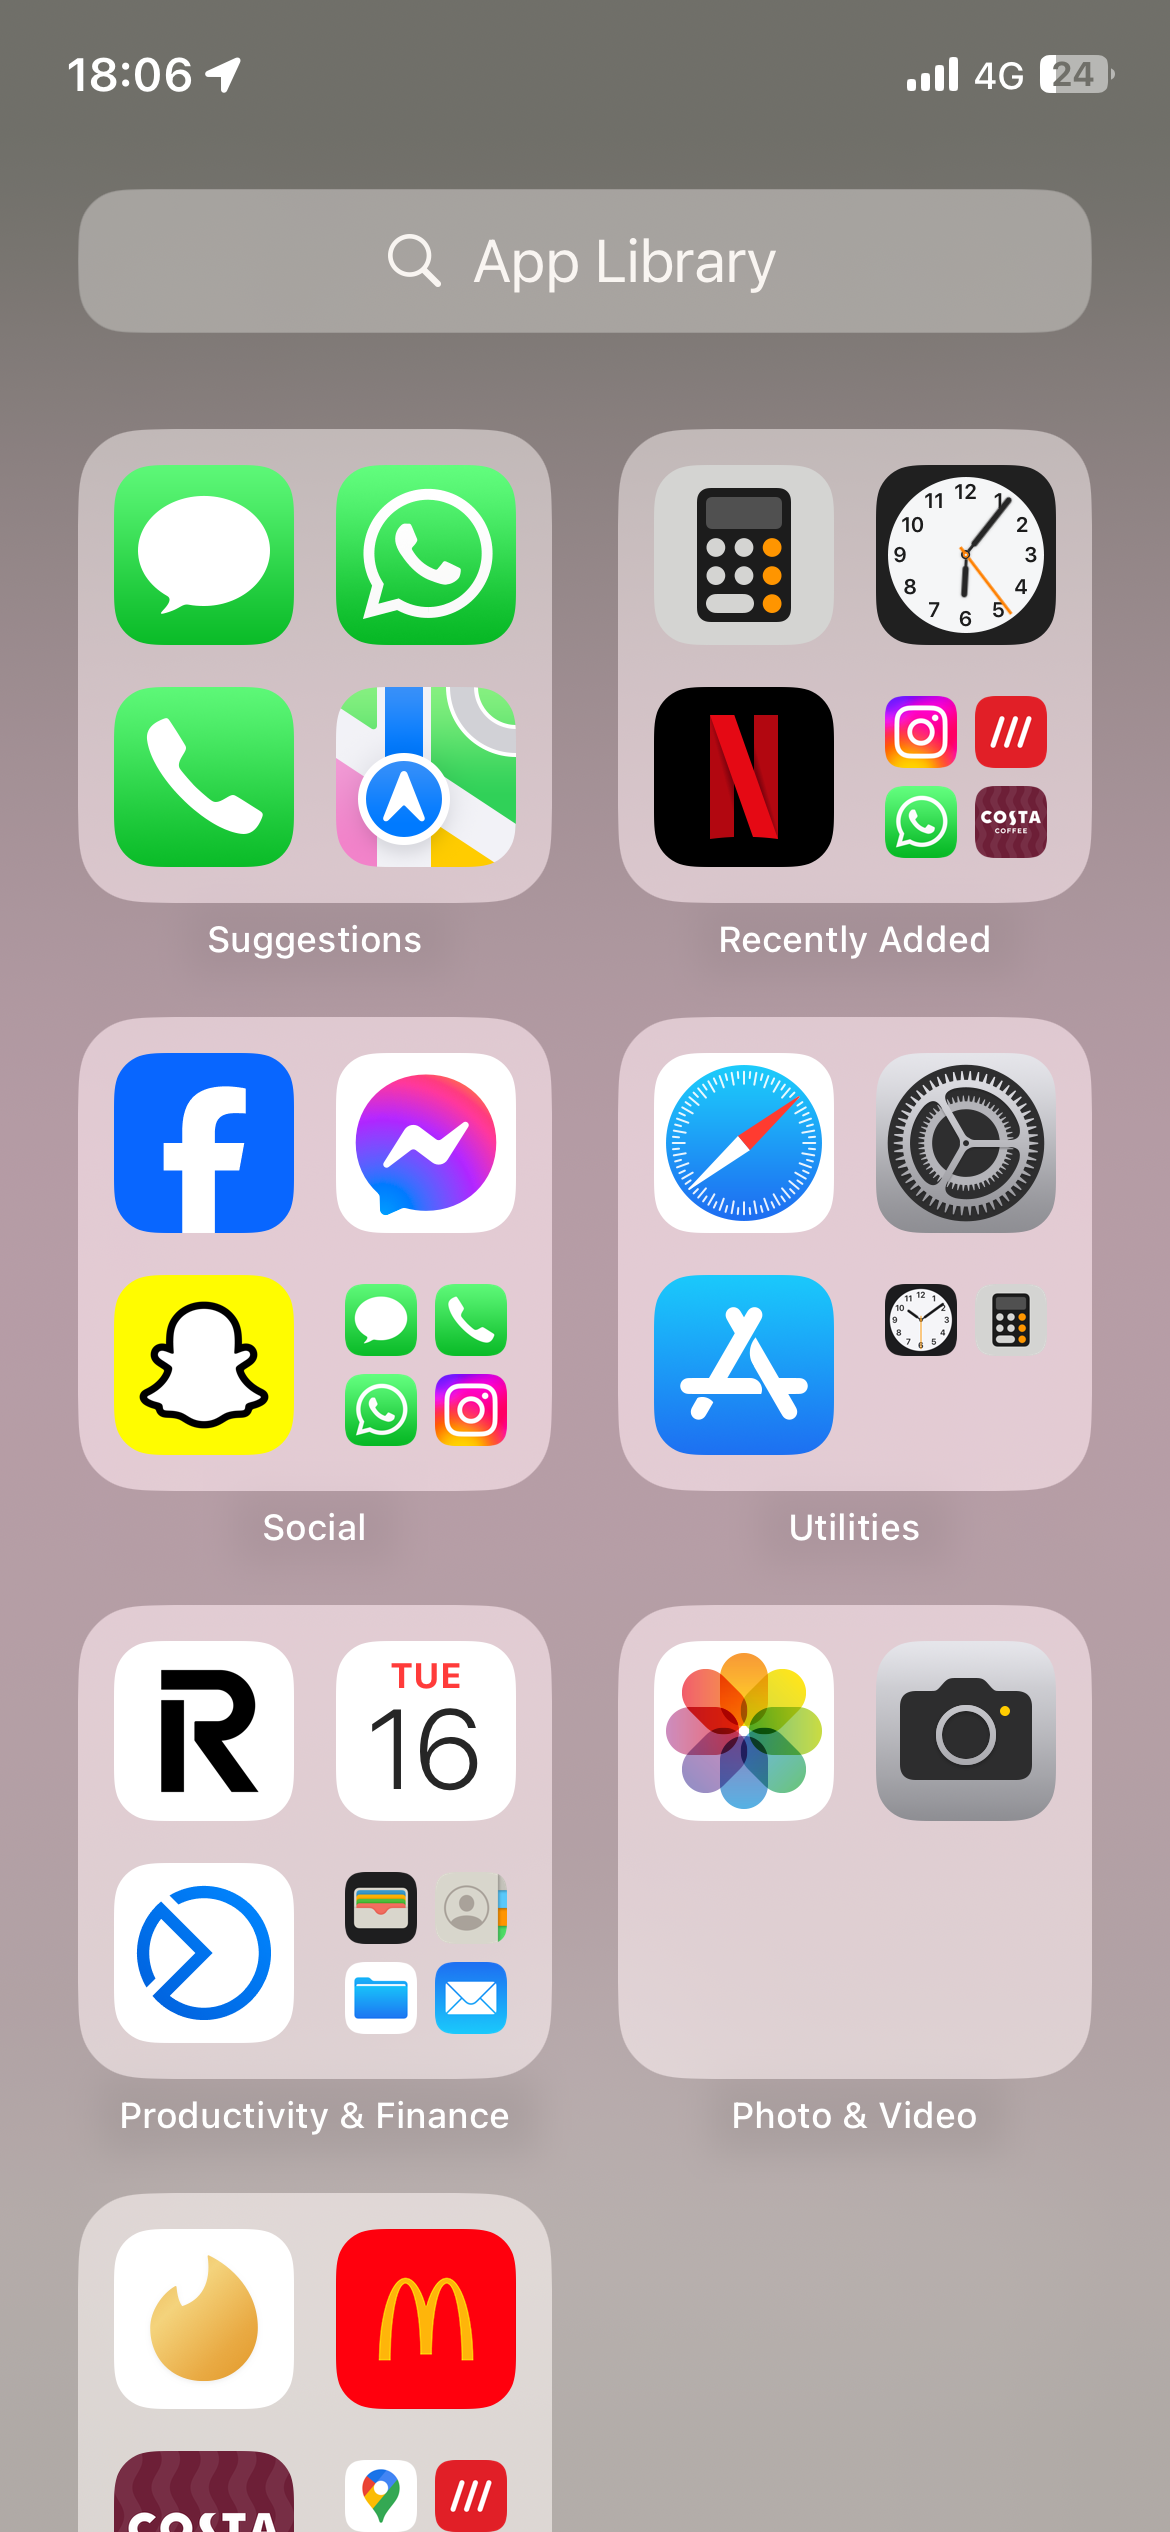 18:06
4G 24
App Library
12
11 1
10 2
9 3
8 4
7 5
6
COSTA
COFFEE
Suggestions
Recently Added
Social
Utilities
TUE
16
Productivity & Finance
Photo & Video
COSTA